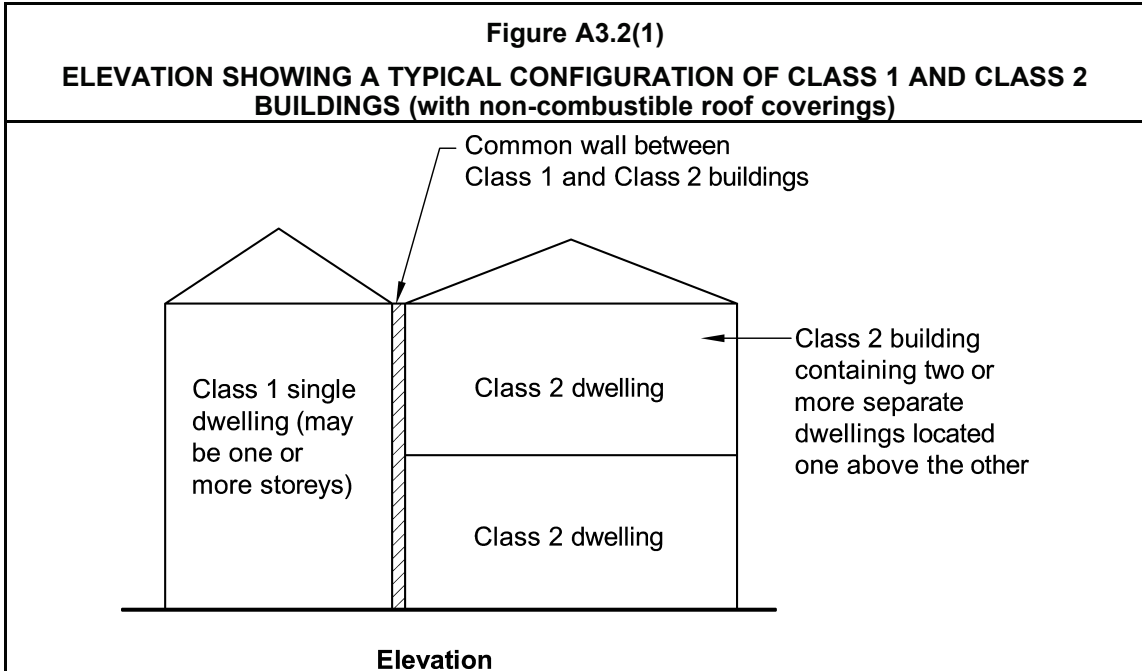 Figure A3.2(1)
ELEVATION SHOWING A TYPICAL CONFIGURATION OF CLASS 1 AND CLASS 2
BUILDINGS (with non-combustible roof coverings)
Common wall between
Class 1 and Class 2 buildings
Class 1 single
dwelling (may
be one or
more storeys)
Class 2 dwelling
Class 2 dwelling
Class 2 building
containing two or
more separate
dwellings located
one above the other
Elevation